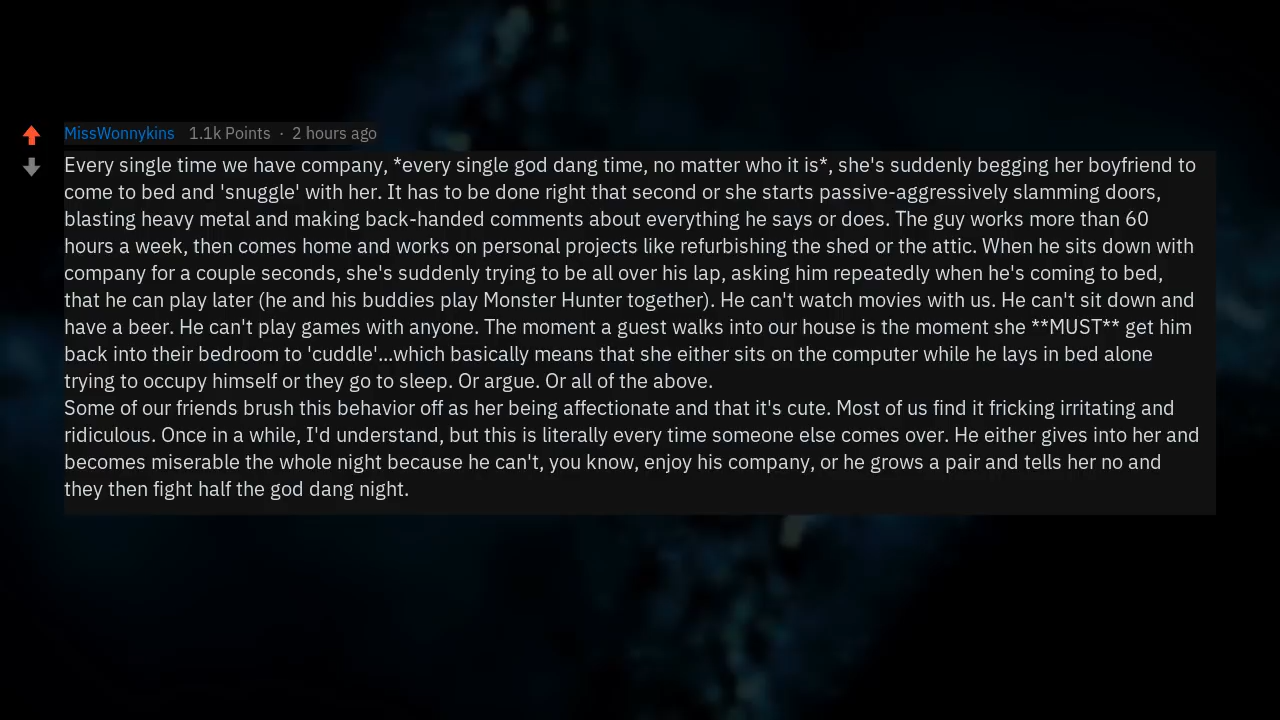 MissWonnykins 1.1k Points · 2 hours ago
Every single time we have company, *every single god dang time, no matter who it is*, she's suddenly begging her boyfriend to
come to bed and 'snuggle' with her. It has to be done right that second or she starts passive-aggressively slamming doors,
blasting heavy metal and making back-handed comments about everything he says or does. The guy works more than 60
hours a week, then comes home and works on personal projects like refurbishing the shed or the attic. When he sits down with
company for a couple seconds, she's suddenly trying to be all over his lap, asking him repeatedly when he's coming to bed,
that he can play later (he and his buddies play Monster Hunter together). He can't watch movies with us. He can't sit down and
have a beer. He can't play games with anyone. The moment a guest walks into our house is the moment she **MUST** get him
back into their bedroom to 'cuddle'...which basically means that she either sits on the computer while he lays in bed alone
trying to occupy himself or they go to sleep. Or argue. Or all of the above.
Some of our friends brush this behavior off as her being affectionate and that it's cute. Most of us find it fricking irritating and
ridiculous. Once in a while, I'd understand, but this is literally every time someone else comes over. He either gives into her and
becomes miserable the whole night because he can't, you know, enjoy his company, or he grows a pair and tells her no and
they then fight half the god dang night.